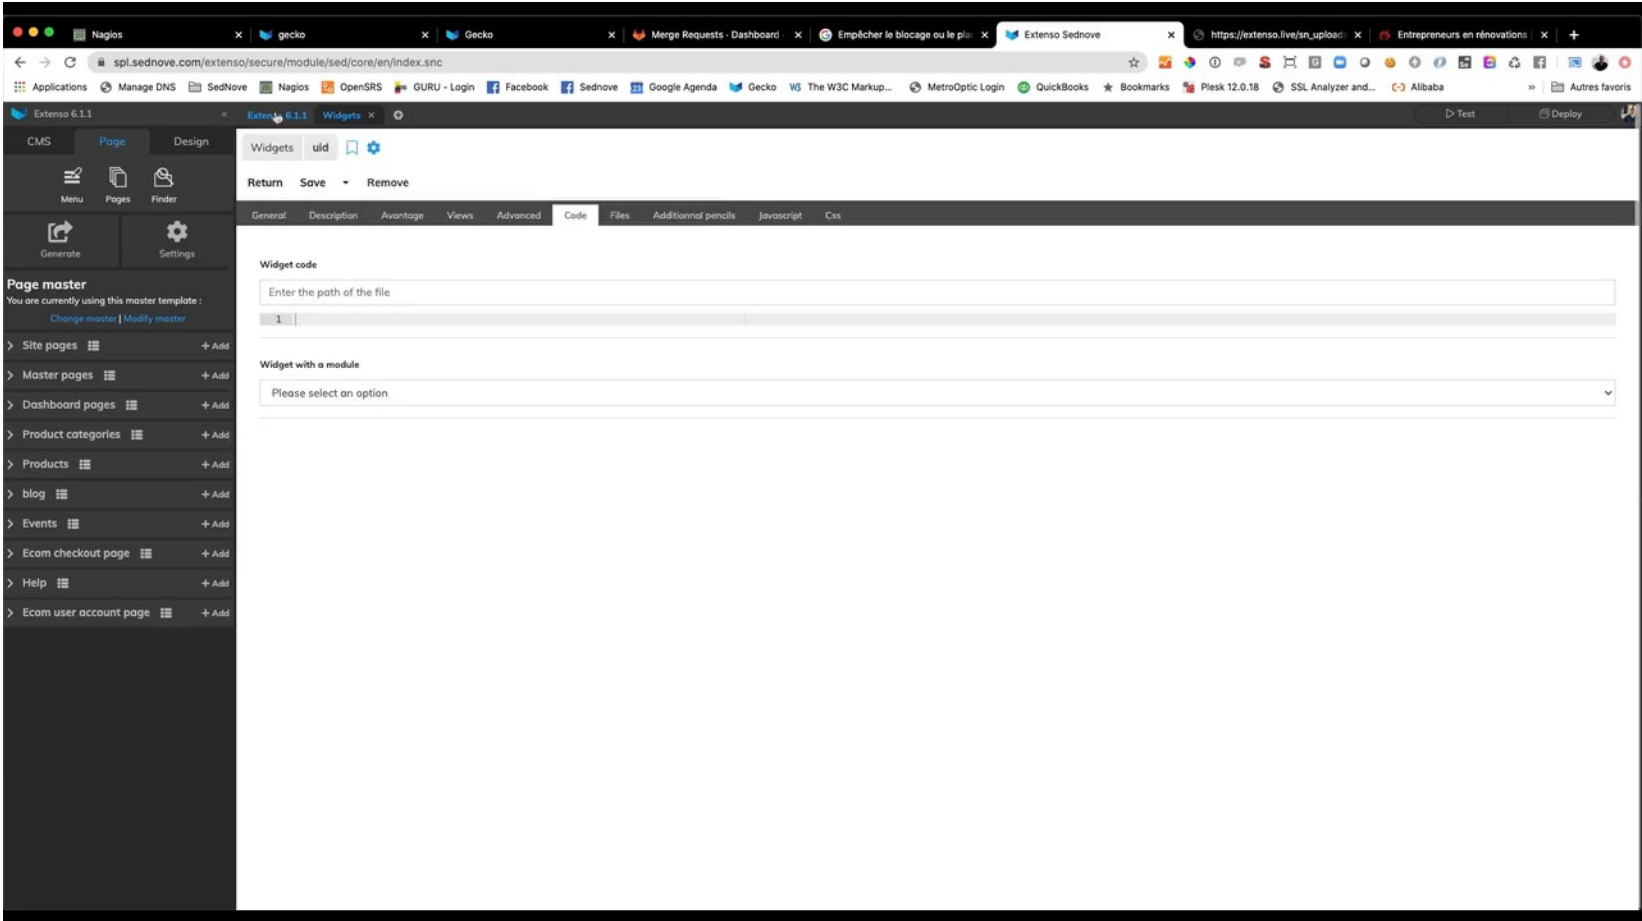 Nagios
gecko
Gecko
Merge Requests - Dashboard
Empêcher le blocage ou le pla
Extenso Sednove
https://extenso.live/sn_upload
Entrepreneurs en rénovations
spl.sednove.com/extenso/secure/module/sed/core/en/index.snc
Applications
Manage DNS
SedNove
Nagios
OpenSRS
GURU - Login
Facebook
Sednove
Google Agenda
Gecko
The W3C Markup...
MetroOptic Login
QuickBooks
Bookmarks
Plesk 12.0.18
SSL Analyzer and...
Alibaba
Autres favoris
Extenso 6.1.1
Extenso 6.1.1
Widgets
Test
Deploy
CMS
Page
Design
Widgets
uid
Menu
Pages
Finder
Return
Save
Remove
General
Description
Avantage
Views
Advanced
Code
Files
Additionnal pencils
Javascript
Css
Generate
Settings
Page master
You are currently using this master template :
Change master | Modify master
Widget code
Enter the path of the file
1
Widget with a module
Please select an option
Site pages
+ Add
Master pages
+ Add
Dashboard pages
+ Add
Product categories
+ Add
Products
+ Add
blog
+ Add
Events
+ Add
Ecom checkout page
+ Add
Help
+ Add
Ecom user account page
+ Add